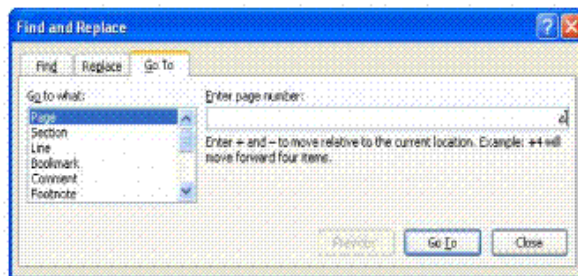 Find and Replace
Find Replace Go To
Go to what:
Page
Section
Line
Bookmark
Comment
Footnote
Enter page number:
Enter + and – to move relative to the current location. Example: +4 will
move forward four items.
Previous Go To Close